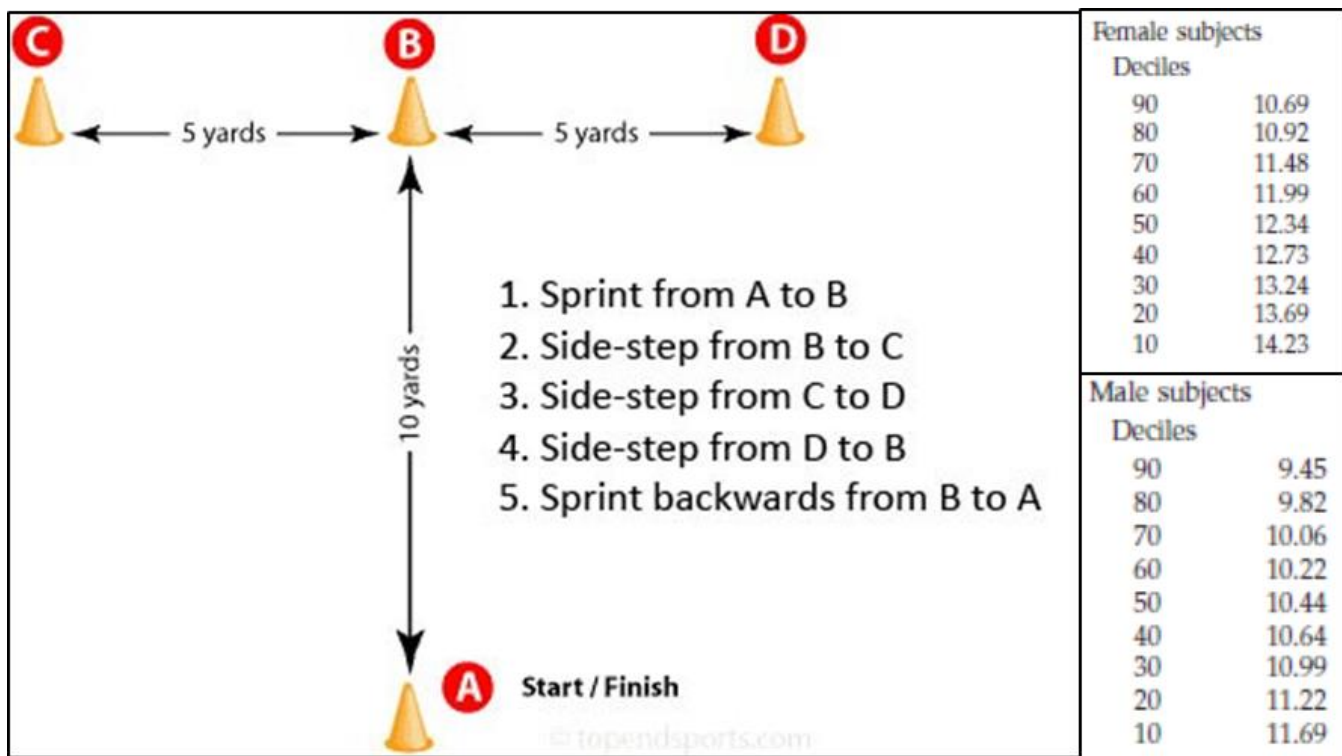 C
B
D
5 yards
5 yards
10 yards
1. Sprint from A to B
2. Side-step from B to C
3. Side-step from C to D
4. Side-step from D to B
5. Sprint backwards from B to A
A
Start / Finish
© topendsports.com
Female subjects
Deciles
90 10.69
80 10.92
70 11.48
60 11.99
50 12.34
40 12.73
30 13.24
20 13.69
10 14.23
Male subjects
Deciles
90 9.45
80 9.82
70 10.06
60 10.22
50 10.44
40 10.64
30 10.99
20 11.22
10 11.69